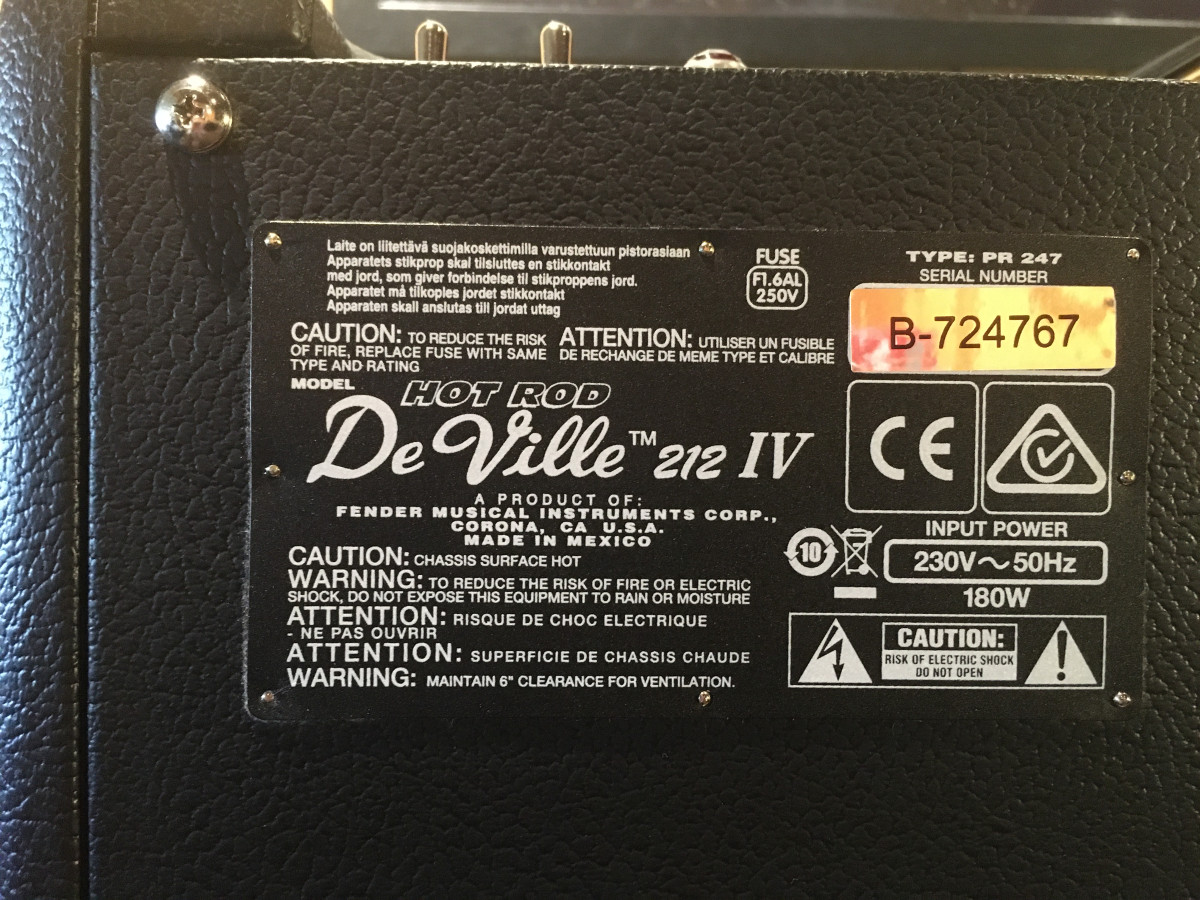 Laite on liitettävä suojakoskettimilla varustettuun pistorasiaan
Apparatets stikprop skal tilsluttes en stikkontakt
med jord, som giver forbindelse til stikproppens jord.
Apparatet må tilkoples jordet stikkontakt
Apparaten skall anslutas till jordat uttag
FUSE
F1.6AL
250V
TYPE: PR 247
SERIAL NUMBER
B-724767
CAUTION: TO REDUCE THE RISK
OF FIRE, REPLACE FUSE WITH SAME
TYPE AND RATING
ATTENTION: UTILISER UN FUSIBLE
DE RECHANGE DE MEME TYPE ET CALIBRE
MODEL
HOT ROD
DeVille™ 212 IV
A PRODUCT OF:
FENDER MUSICAL INSTRUMENTS CORP.,
CORONA, CA U.S.A.
MADE IN MEXICO
CE
INPUT POWER
10
230V~50Hz
180W
CAUTION: CHASSIS SURFACE HOT
WARNING: TO REDUCE THE RISK OF FIRE OR ELECTRIC
SHOCK, DO NOT EXPOSE THIS EQUIPMENT TO RAIN OR MOISTURE
ATTENTION: RISQUE DE CHOC ELECTRIQUE
- NE PAS OUVRIR
ATTENTION: SUPERFICIE DE CHASSIS CHAUDE
WARNING: MAINTAIN 6" CLEARANCE FOR VENTILATION.
CAUTION:
RISK OF ELECTRIC SHOCK
DO NOT OPEN